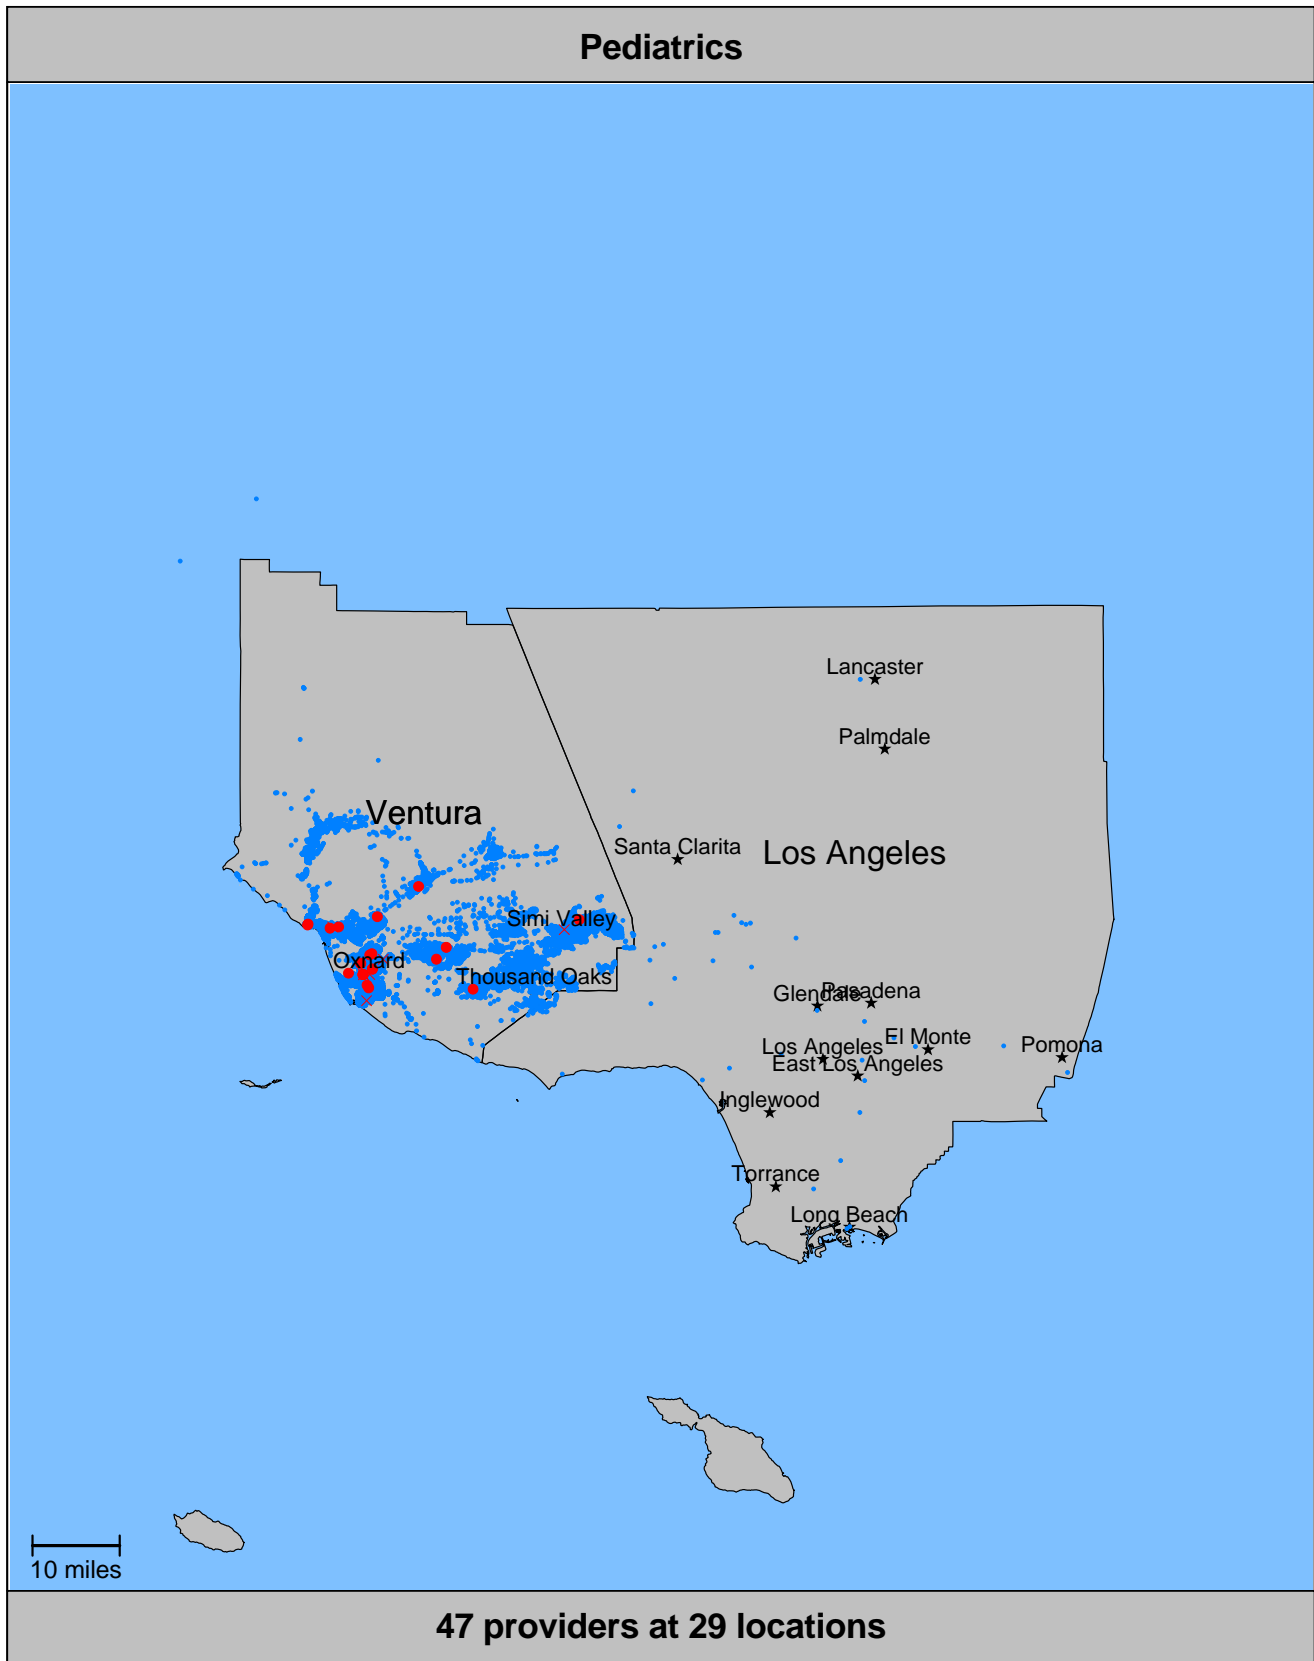 Pediatrics
Lancaster
Palmdale
Ventura
Santa Clarita
Los Angeles
Simi Valley
Oxnard
Thousand Oaks
Glendale
Pasadena
El Monte
Los Angeles
Pomona
East Los Angeles
Inglewood
Torrance
Long Beach
10 miles
47 providers at 29 locations